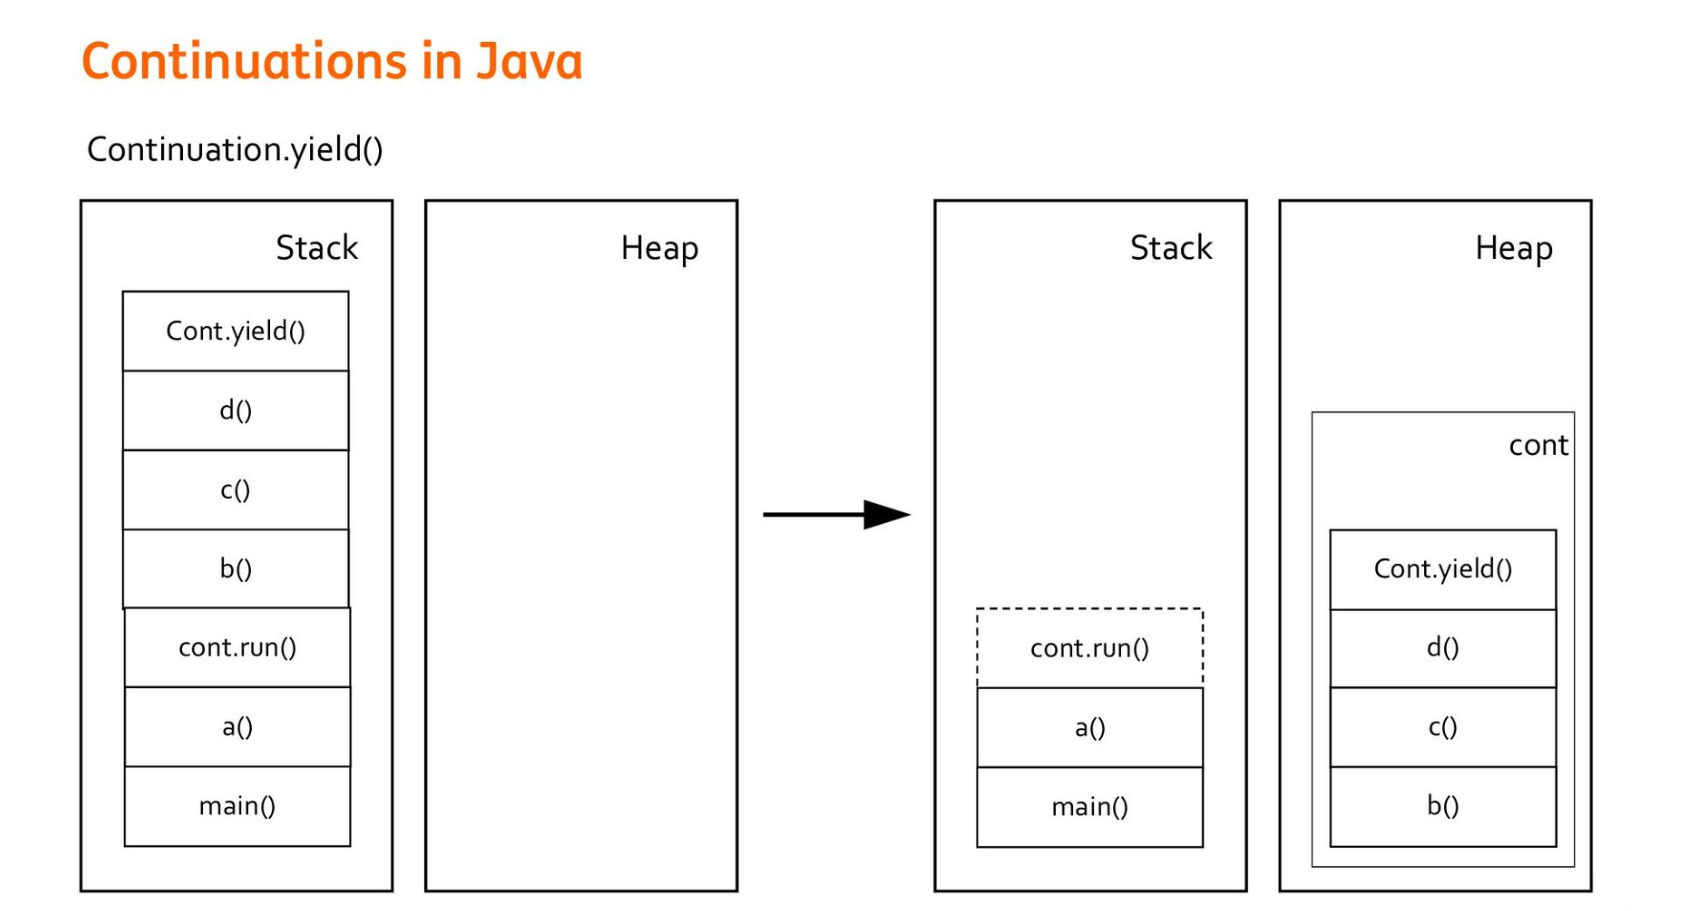 Continuations in Java
Continuation.yield()
Stack
Cont.yield()
d()
c()
b()
cont.run()
a()
main()
Heap
Stack
cont.run()
a()
main()
Heap
cont
Cont.yield()
d()
c()
b()